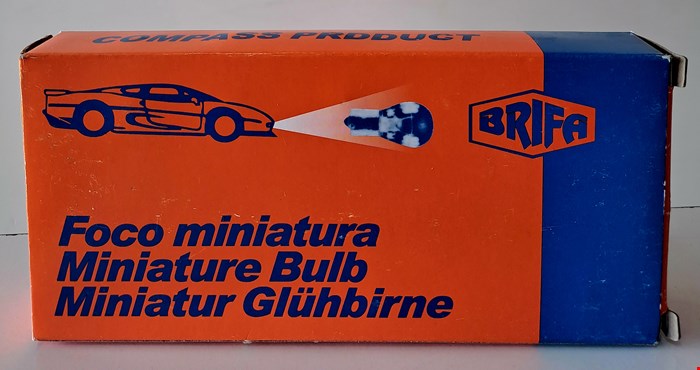 COMPASS PRODUCT
BRIFA
Foco miniatura
Miniature Bulb
Miniatur Glühbirne